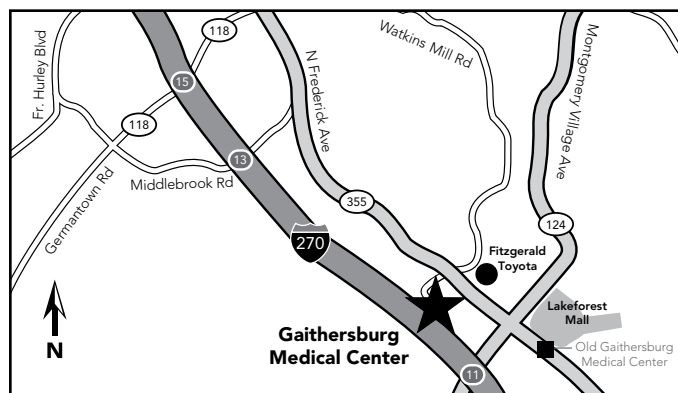 Fr. Hurley Blvd
118
15
118
Germantown Rd
Middlebrook Rd
13
N Frederick Ave
Watkins Mill Rd
Montgomery Village Ave
355
270
124
Fitzgerald
Toyota
Lakeforest
Mall
Gaithersburg
Medical Center
Old Gaithersburg
Medical Center
11
N